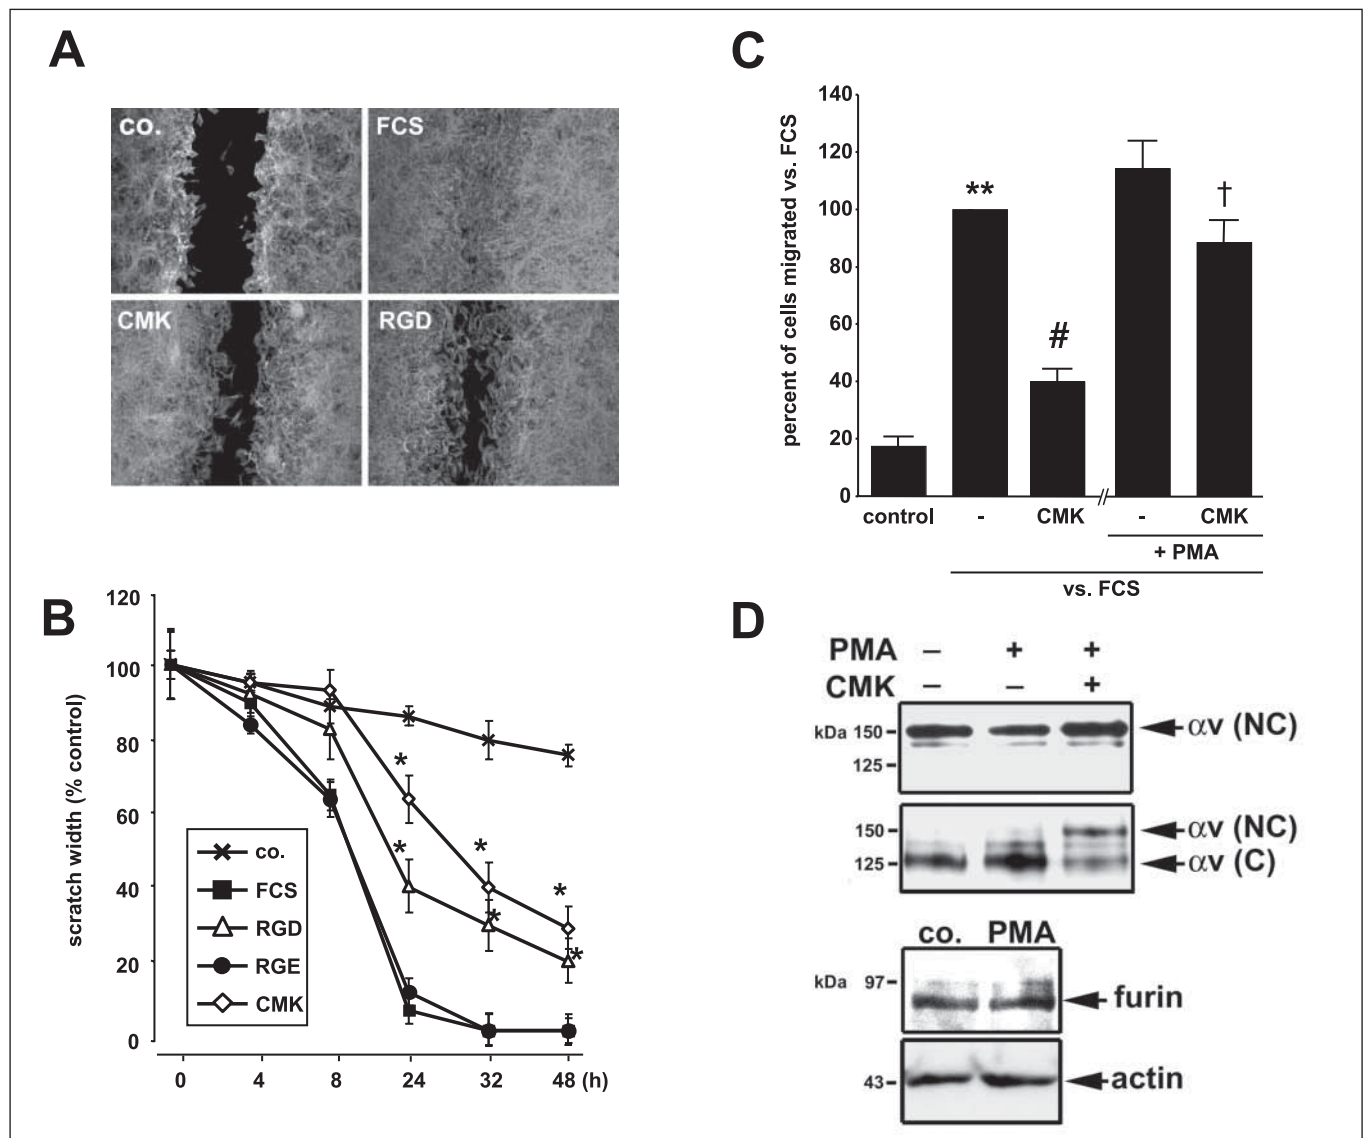 A
co.
FCS
CMK
RGD
B
120
100
80
60
40
20
0
scratch width (% control)
co.
FCS
RGD
RGE
CMK
*
*
*
*
*
*
0 4 8 24 32 48 (h)
C
140
120
100
80
60
40
20
0
percent of cells migrated vs. FCS
**
#
†
control - CMK // - CMK
+ PMA
vs. FCS
D
PMA – + +
CMK – – +
kDa 150
125
αv (NC)
150
125
αv (NC)
αv (C)
co. PMA
kDa 97
furin
43
actin